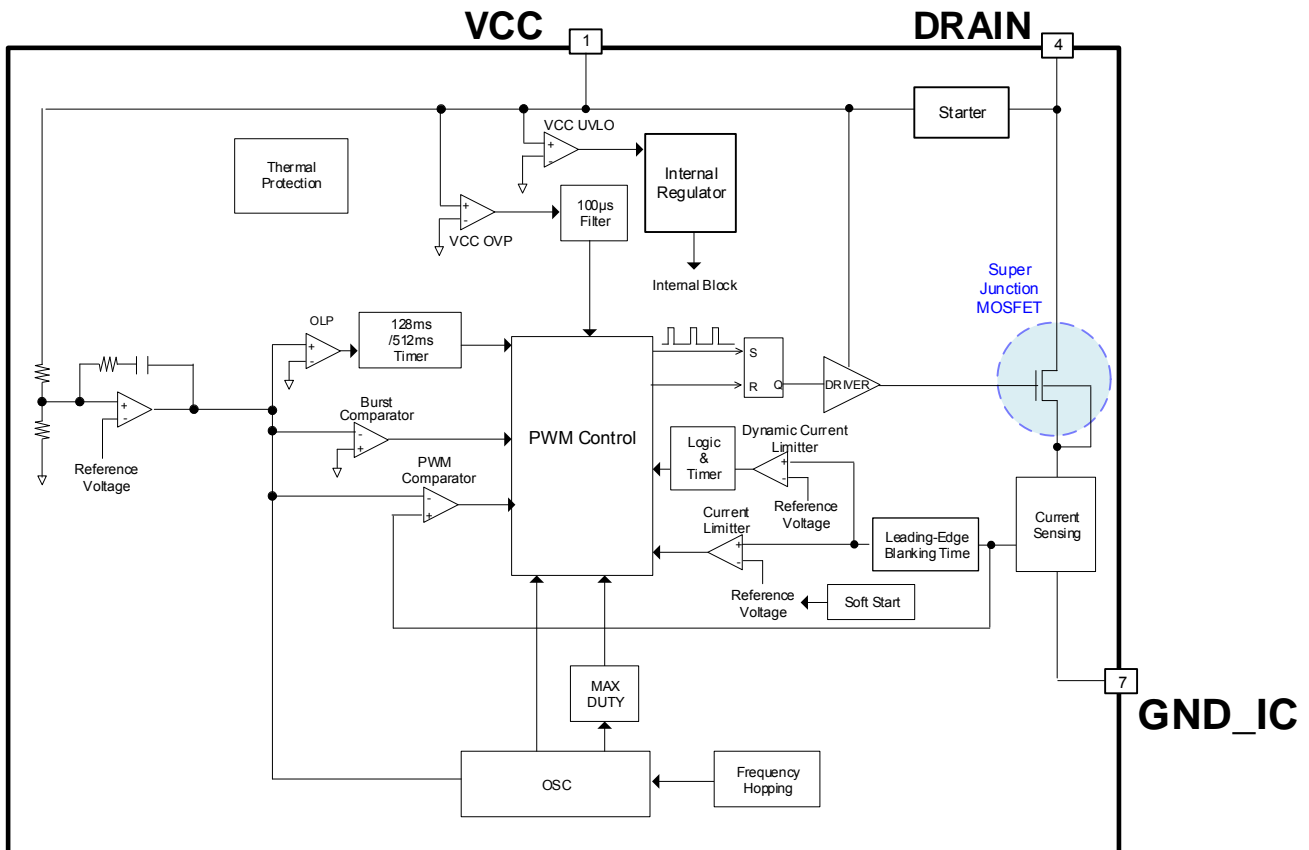 VCC
DRAIN
1
4
Starter
VCC UVLO
+
-
Thermal
Protection
Internal
Regulator
+
-
100µs
Filter
VCC OVP
Internal Block
Super
Junction
MOSFET
OLP
128ms
/512ms
Timer
+
-
S
R
Q
DRIVER
PWM Control
Burst
Comparator
+
-
-
+
Reference
Voltage
PWM
Comparator
-
+
Logic
&
Timer
Dynamic Current
Limitter
+
-
Reference
Voltage
Current
Limitter
+
-
Leading-Edge
Blanking Time
Current
Sensing
Reference
Voltage
Soft Start
MAX
DUTY
7
GND_IC
OSC
Frequency
Hopping